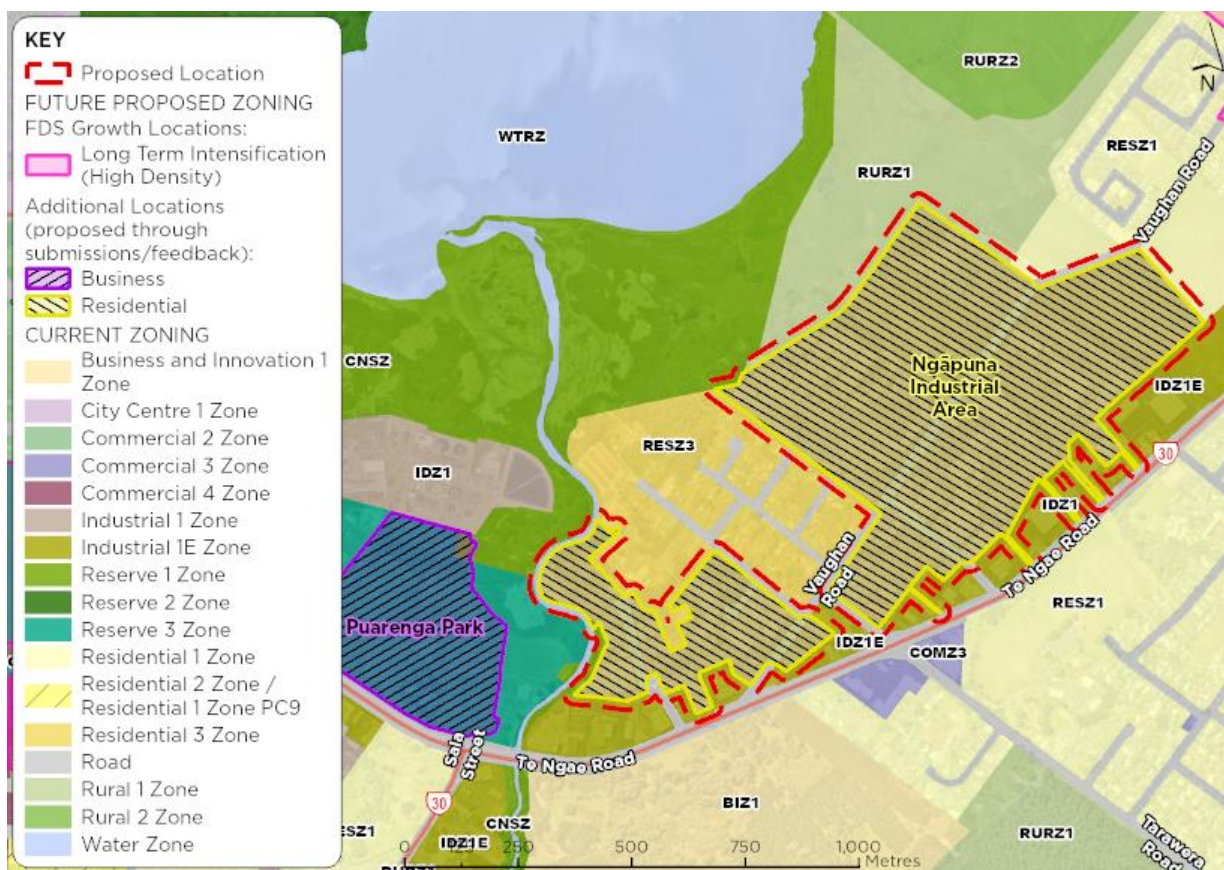 KEY
Proposed Location
FUTURE PROPOSED ZONING
FDS Growth Locations:
Long Term Intensification
(High Density)
Additional Locations
(proposed through
submissions/feedback):
Business
Residential
CURRENT ZONING
Business and Innovation 1
Zone
City Centre 1 Zone
Commercial 2 Zone
Commercial 3 Zone
Commercial 4 Zone
Industrial 1 Zone
Industrial 1E Zone
Reserve 1 Zone
Reserve 2 Zone
Reserve 3 Zone
Residential 1 Zone
Residential 2 Zone /
Residential 1 Zone PC9
Residential 3 Zone
Road
Rural 1 Zone
Rural 2 Zone
Water Zone
RURZ2
N
WTRZ
RESZ1
RURZ1
Vaughan Road
CNSZ
Ngāpuna
Industrial
Area
IDZ1E
RESZ3
30
IDZ1
IDZ1
Te Ngae Road
Vaughan
Road
RESZ1
Puarenga Park
IDZ1E
COMZ3
Sala
Street
Te Ngae Road
30
BIZ1
CNSZ
IDZ1E
RURZ1
Tarawera
Road
0 125 250 500 750 1,000
Metres